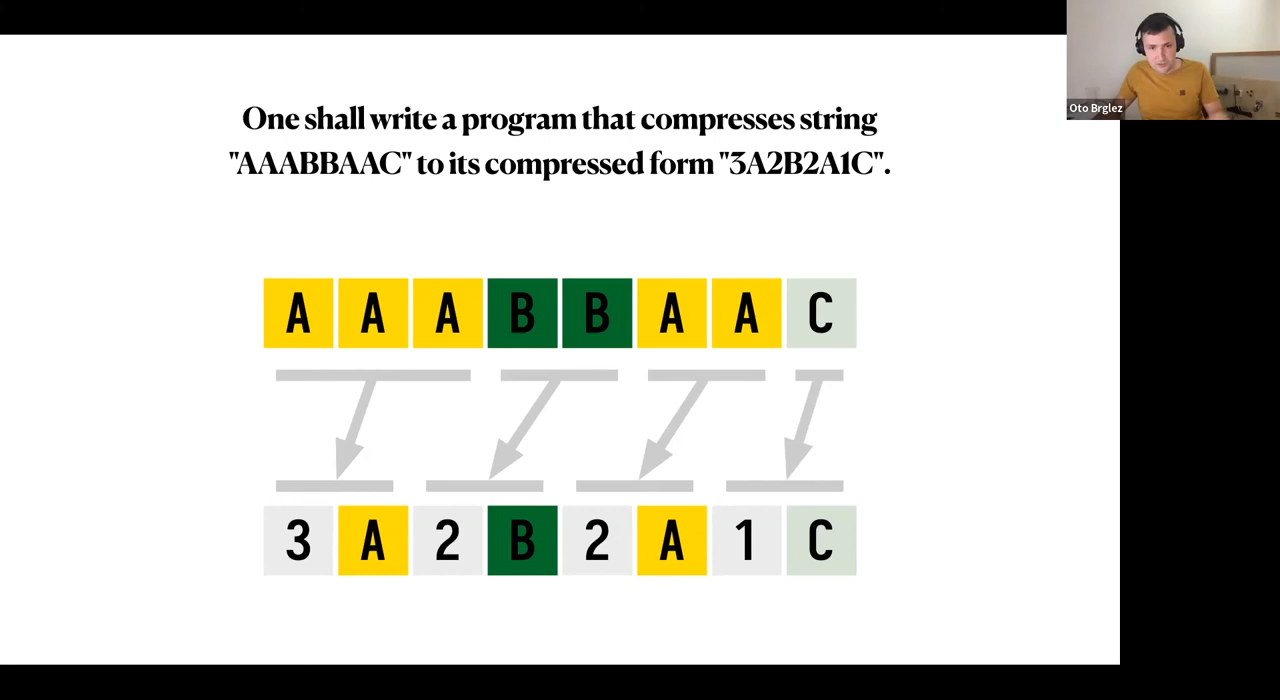 One shall write a program that compresses string
"AAABBAAC" to its compressed form "3A2B2A1C".
A A A B B A A C
3 A 2 B 2 A 1 C
Oto Brglez